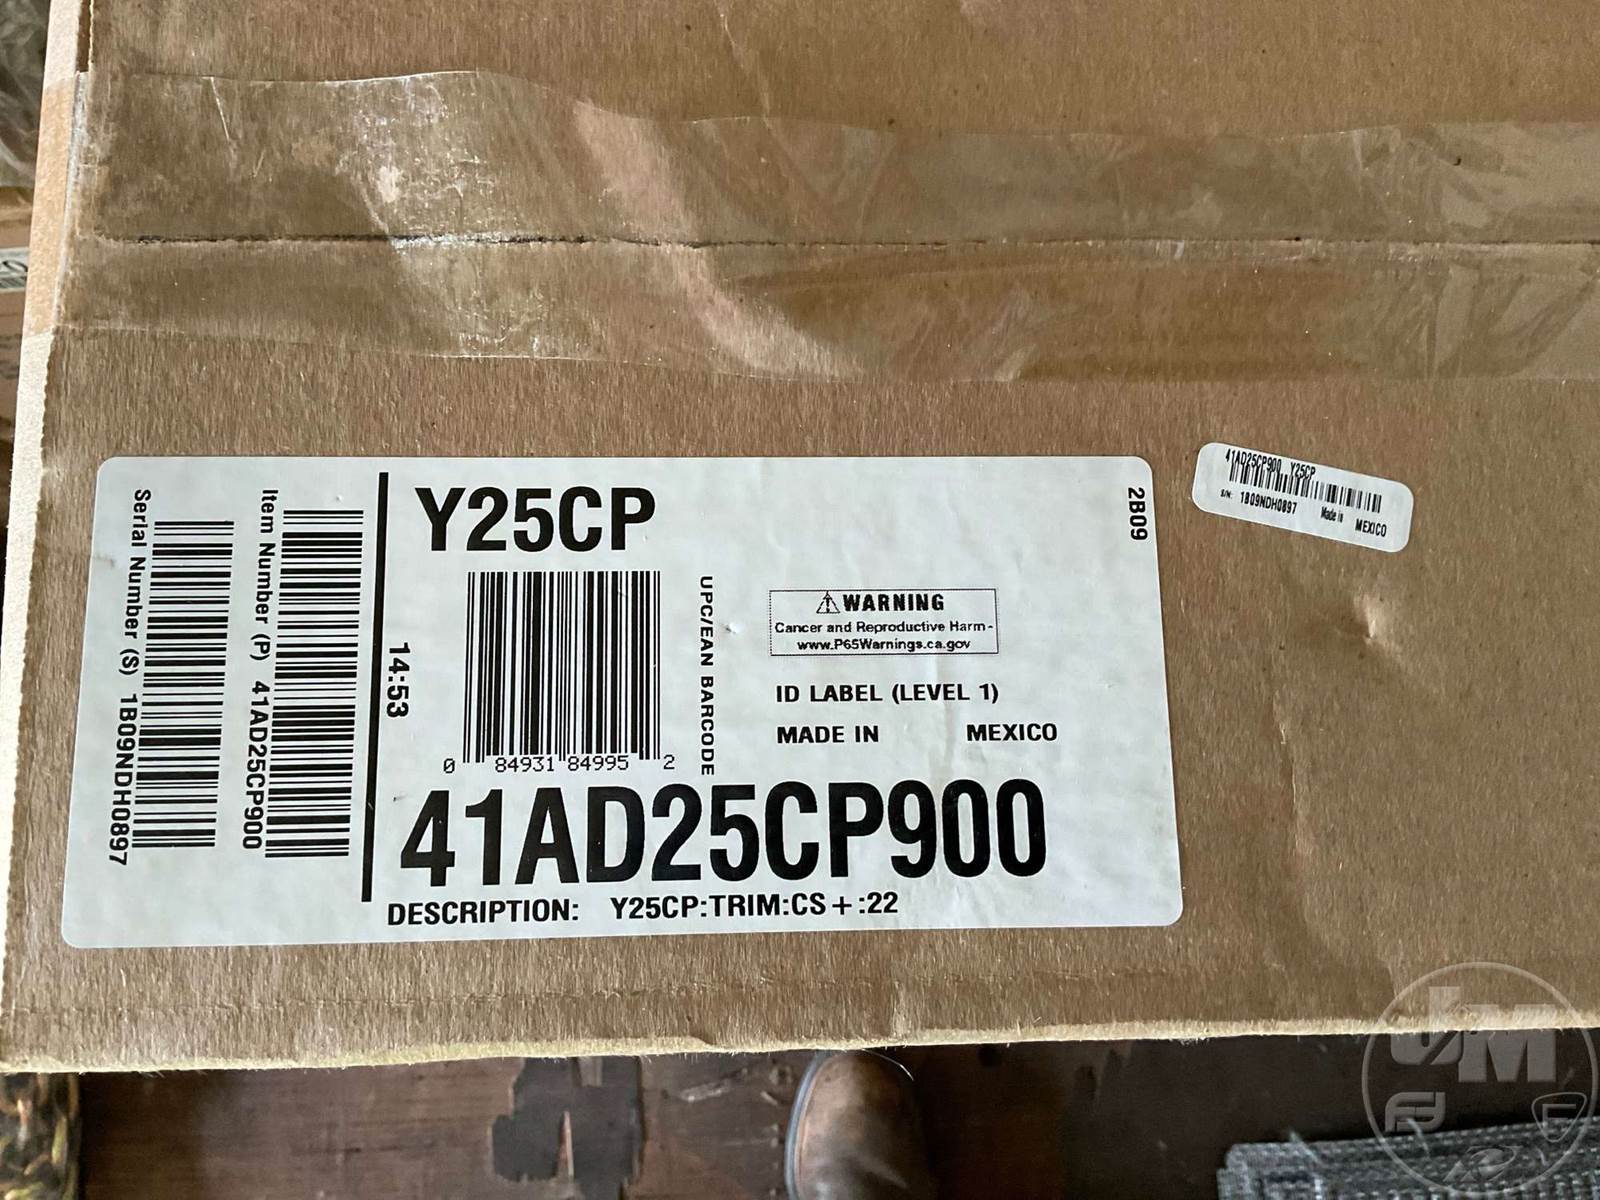 Y25CP
2B09
Serial Number (S) 1B09NDH0897
Item Number (P) 41AD25CP900
14:53
UPC/EAN BARCODE
0 84931 84995 2
WARNING
Cancer and Reproductive Harm -
www.P65Warnings.ca.gov
ID LABEL (LEVEL 1)
MADE IN MEXICO
41AD25CP900
DESCRIPTION: Y25CP:TRIM:CS+:22
41AD25CP900 Y25CP
S/N: 1B09NDH0897 Made in MEXICO
JM